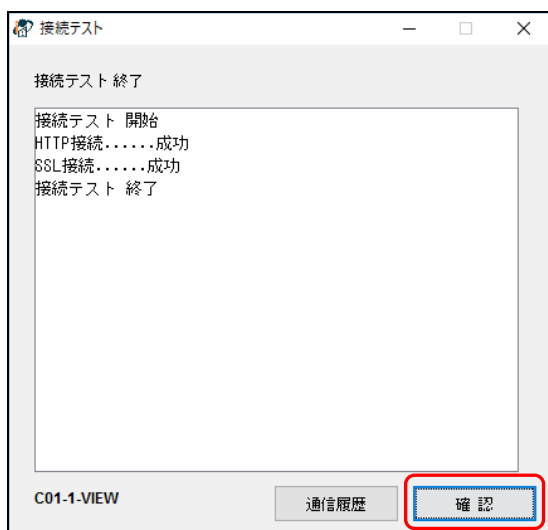 接続テスト
接続テスト 終了
接続テスト 開始
HTTP接続......成功
SSL接続......成功
接続テスト 終了
C01-1-VIEW
通信履歴
確 認